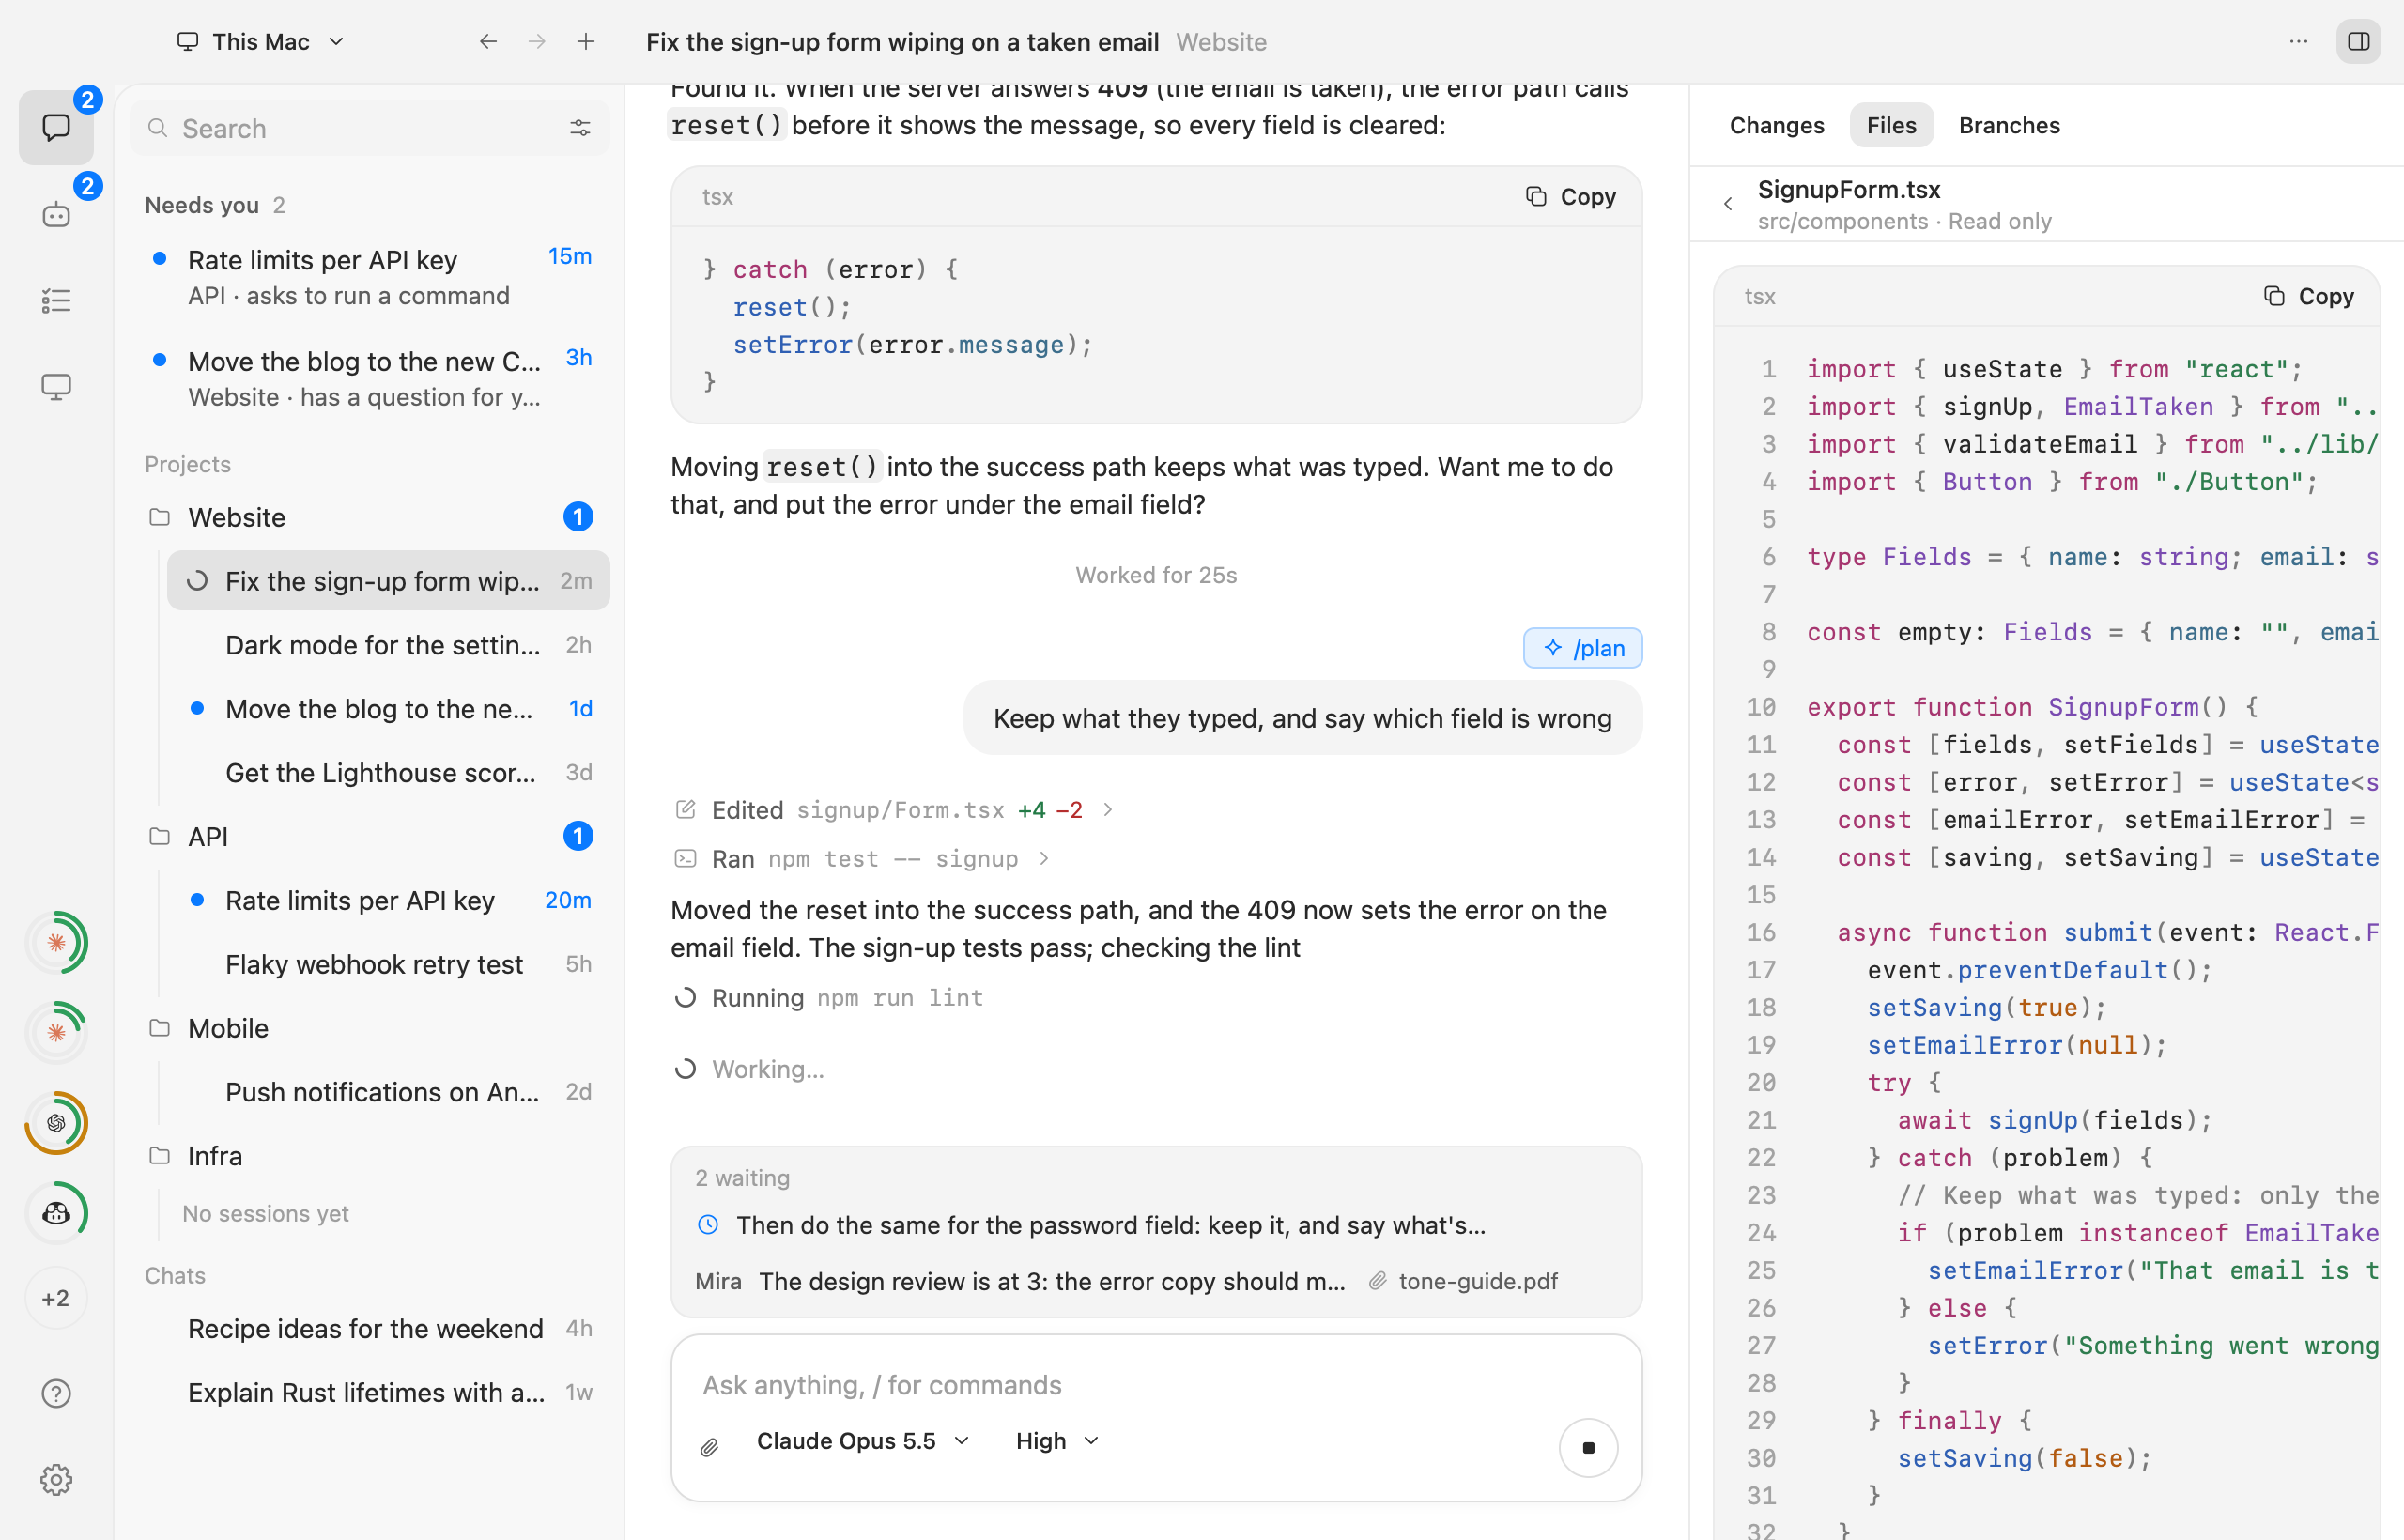 This Mac
Fix the sign-up form wiping on a taken email Website
2
2
Search
Needs you 2
Rate limits per API key 15m
API · asks to run a command
Move the blog to the new C... 3h
Website · has a question for y...
Projects
Website 1
Fix the sign-up form wip... 2m
Dark mode for the settin... 2h
Move the blog to the ne... 1d
Get the Lighthouse scor... 3d
API 1
Rate limits per API key 20m
Flaky webhook retry test 5h
Mobile
Push notifications on An... 2d
Infra
No sessions yet
Chats
Recipe ideas for the weekend 4h
Explain Rust lifetimes with a... 1w
+2
Found it. When the server answers 409 (the email is taken), the error path calls
reset() before it shows the message, so every field is cleared:
tsx Copy
} catch (error) {
reset();
setError(error.message);
}
Moving reset() into the success path keeps what was typed. Want me to do
that, and put the error under the email field?
Worked for 25s
/plan
Keep what they typed, and say which field is wrong
Edited signup/Form.tsx +4 −2
Ran npm test -- signup
Moved the reset into the success path, and the 409 now sets the error on the
email field. The sign-up tests pass; checking the lint
Running npm run lint
Working...
2 waiting
Then do the same for the password field: keep it, and say what's...
Mira The design review is at 3: the error copy should m... tone-guide.pdf
Ask anything, / for commands
Claude Opus 5.5 High
Changes Files Branches
SignupForm.tsx
src/components · Read only
tsx Copy
1 import { useState } from "react";
2 import { signUp, EmailTaken } from "..
3 import { validateEmail } from "../lib/
4 import { Button } from "./Button";
5
6 type Fields = { name: string; email: s
7
8 const empty: Fields = { name: "", emai
9
10 export function SignupForm() {
11 const [fields, setFields] = useState
12 const [error, setError] = useState<s
13 const [emailError, setEmailError] =
14 const [saving, setSaving] = useState
15
16 async function submit(event: React.F
17 event.preventDefault();
18 setSaving(true);
19 setEmailError(null);
20 try {
21 await signUp(fields);
22 } catch (problem) {
23 // Keep what was typed: only the
24 if (problem instanceof EmailTake
25 setEmailError("That email is t
26 } else {
27 setError("Something went wrong
28 }
29 } finally {
30 setSaving(false);
31 }
32 }